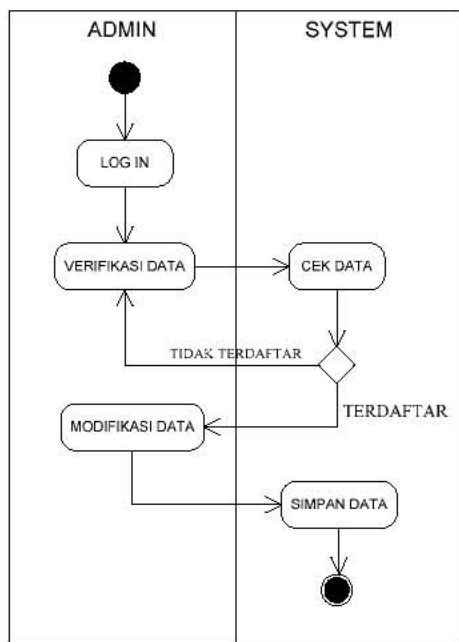 ADMIN
SYSTEM
LOG IN
VERIFIKASI DATA
CEK DATA
TIDAK TERDAFTAR
TERDAFTAR
MODIFIKASI DATA
SIMPAN DATA